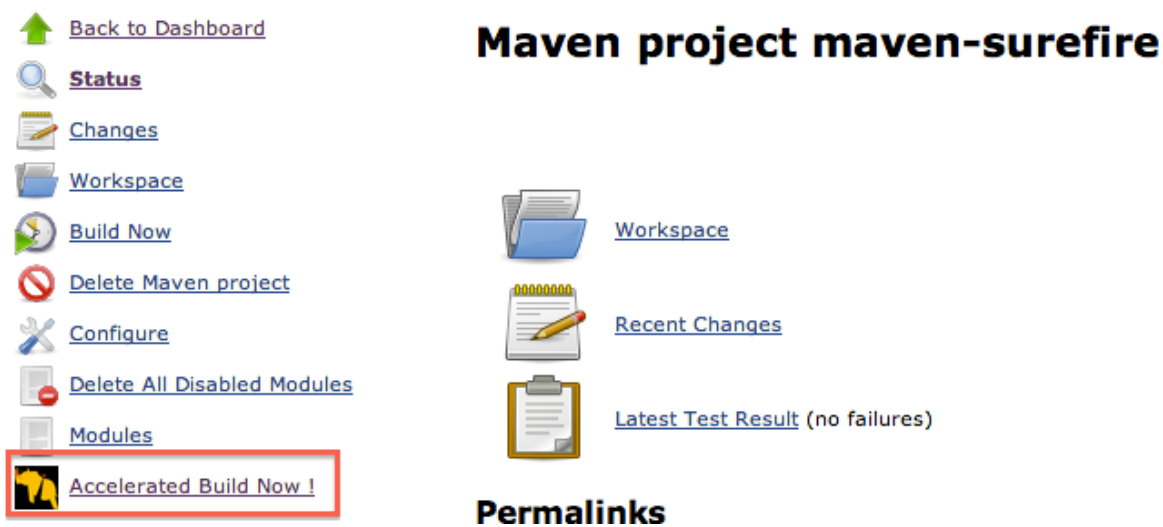 Back to Dashboard
Status
Changes
Workspace
Build Now
Delete Maven project
Configure
Delete All Disabled Modules
Modules
Accelerated Build Now !
Maven project maven-surefire
Workspace
Recent Changes
Latest Test Result (no failures)
Permalinks